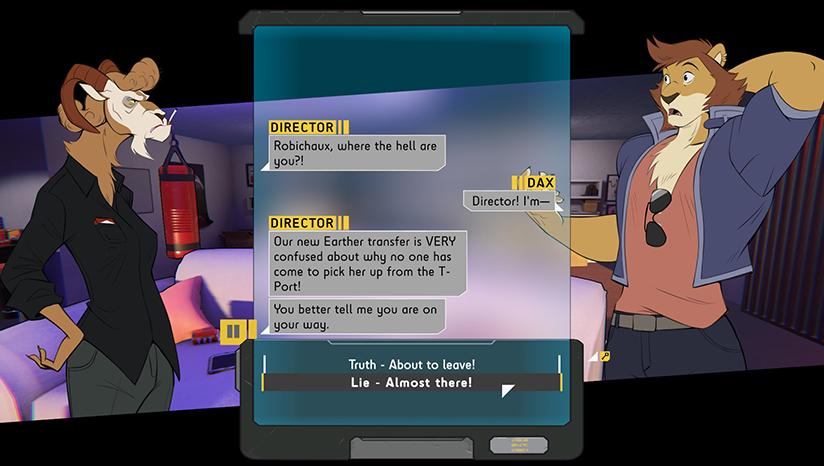 DIRECTOR
Robichaux, where the hell are
you?!
DAX
Director! I'm—
DIRECTOR
Our new Earther transfer is VERY
confused about why no one has
come to pick her up from the T-
Port!
You better tell me you are on
your way.
Truth - About to leave!
Lie - Almost there!